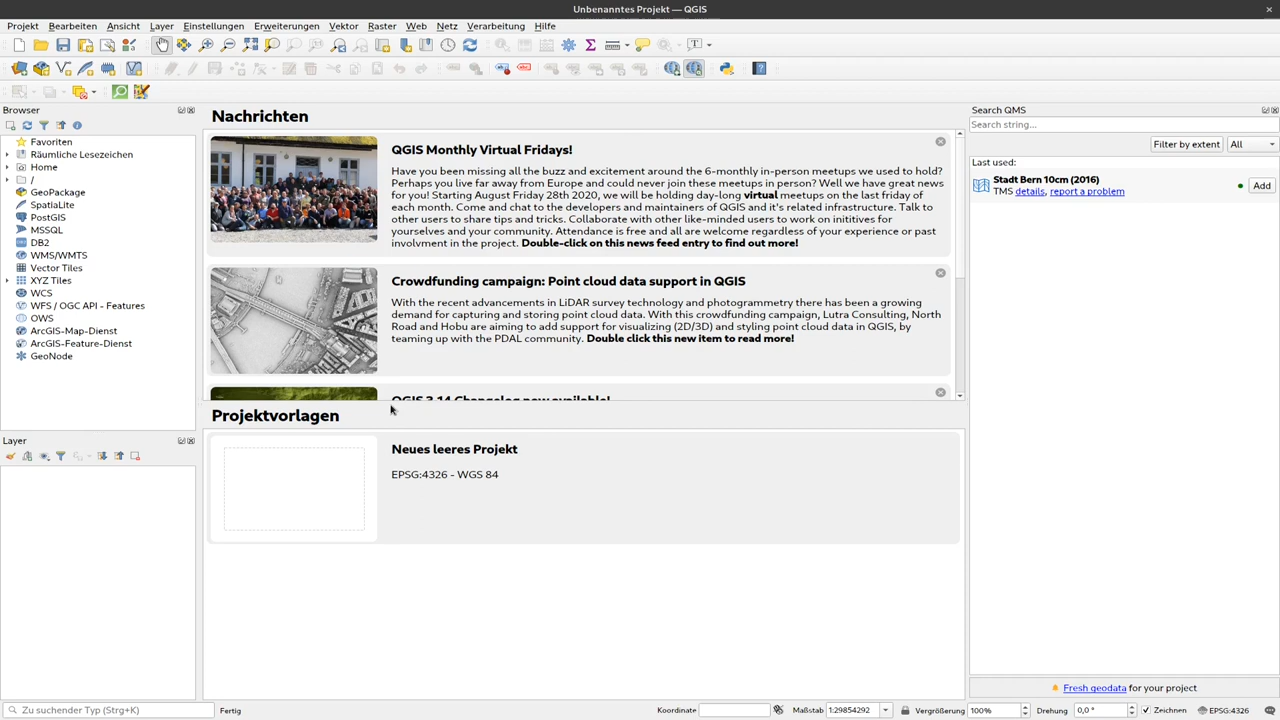 Unbenanntes Projekt — QGIS
Projekt Bearbeiten Ansicht Layer Einstellungen Erweiterungen Vektor Raster Web Netz Verarbeitung Hilfe
Browser
Favoriten
Räumliche Lesezeichen
Home
/
GeoPackage
SpatiaLite
PostGIS
MSSQL
DB2
WMS/WMTS
Vector Tiles
XYZ Tiles
WCS
WFS / OGC API - Features
OWS
ArcGIS-Map-Dienst
ArcGIS-Feature-Dienst
GeoNode
Layer
Nachrichten
QGIS Monthly Virtual Fridays!
Have you been missing all the buzz and excitement around the 6-monthly in-person meetups we used to hold?
Perhaps you live far away from Europe and could never join these meetups in person? Well we have great news
for you! Starting August Friday 28th 2020, we will be holding day-long virtual meetups on the last friday of
each month. Come and chat to the developers and maintainers of QGIS and it's related infrastructure. Talk to
other users to share tips and tricks. Collaborate with other like-minded users to work on inititives for
yourselves and your community. Attendance is free and all are welcome regardless of your experience or past
involvment in the project. Double-click on this news feed entry to find out more!
Crowdfunding campaign: Point cloud data support in QGIS
With the recent advancements in LiDAR survey technology and photogrammetry there has been a growing
demand for capturing and storing point cloud data. With this crowdfunding campaign, Lutra Consulting, North
Road and Hobu are aiming to add support for visualizing (2D/3D) and styling point cloud data in QGIS, by
teaming up with the PDAL community. Double click this new item to read more!
QGIS 3.14 Changelog now available!
Projektvorlagen
Neues leeres Projekt
EPSG:4326 - WGS 84
Search QMS
Search string...
Filter by extent All
Last used:
Stadt Bern 10cm (2016)
TMS details, report a problem
Add
Fresh geodata for your project
Zu suchender Typ (Strg+K) Fertig Koordinate Maßstab 1:29854292 Vergrößerung 100% Drehung 0,0 ° Zeichnen EPSG:4326